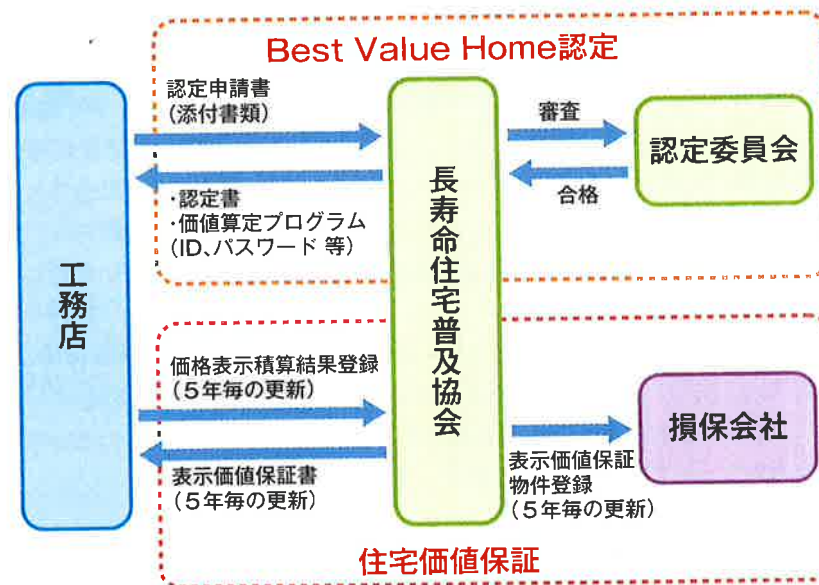 Best Value Home認定
認定申請書
(添付書類)
審査
認定委員会
合格
・認定書
・価値算定プログラム
(ID、パスワード 等)
工務店
長寿命住宅普及協会
価格表示積算結果登録
(5年毎の更新)
損保会社
表示価値保証書
(5年毎の更新)
表示価値保証
物件登録
(5年毎の更新)
住宅価値保証